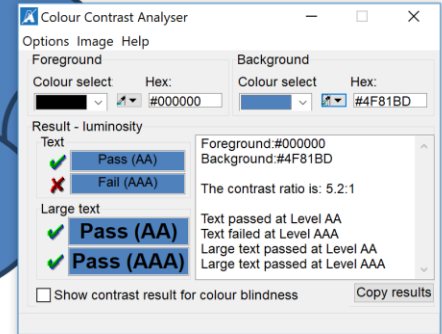 Colour Contrast Analyser
Options Image Help
Foreground
Colour select:
Hex:
#000000
Background
Colour select
Hex:
#4F81BD
Result - luminosity
Text
Pass (AA)
Fail (AAA)
Large text
Pass (AA)
Pass (AAA)
Foreground:#000000
Background:#4F81BD
The contrast ratio is: 5.2:1
Text passed at Level AA
Text failed at Level AAA
Large text passed at Level AA
Large text passed at Level AAA
Show contrast result for colour blindness
Copy results